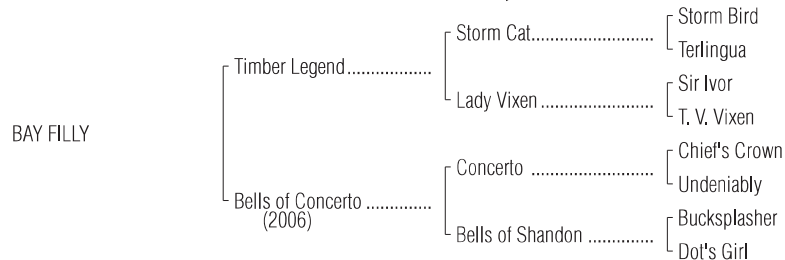 Storm Bird
Storm Cat..............................
Terlingua
Timber Legend..................
Sir Ivor
Lady Vixen ...........................
T. V. Vixen
BAY FILLY
Chief's Crown
Concerto ............................
Undeniably
Bells of Concerto ..............
(2006)
Bucksplasher
Bells of Shandon ................
Dot's Girl